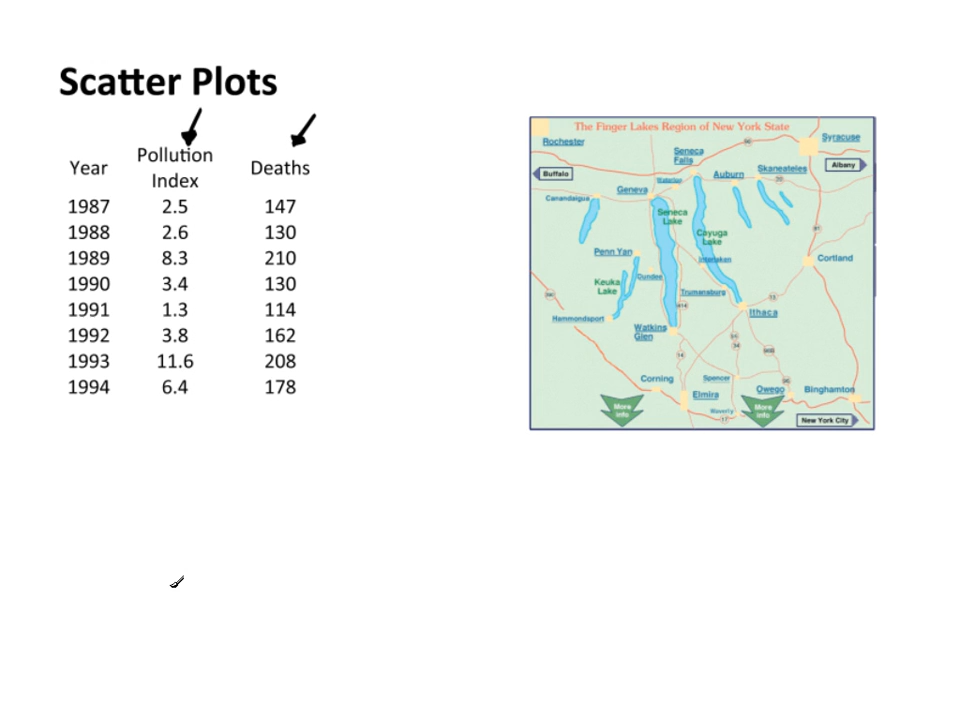 Scatter Plots
Year Pollution Index Deaths
1987 2.5 147
1988 2.6 130
1989 8.3 210
1990 3.4 130
1991 1.3 114
1992 3.8 162
1993 11.6 208
1994 6.4 178
The Finger Lakes Region of New York State
Rochester
Syracuse
Seneca Falls
Albany
Buffalo
Auburn
Skaneateles
Waterloo
Geneva
Canandaigua
Seneca Lake
Cayuga Lake
Penn Yan
Interlaken
Cortland
Dundee
Keuka Lake
Trumansburg
Hammondsport
Ithaca
Watkins Glen
Corning
Spencer
Elmira
Owego
Binghamton
More info
Waverly
More info
New York City